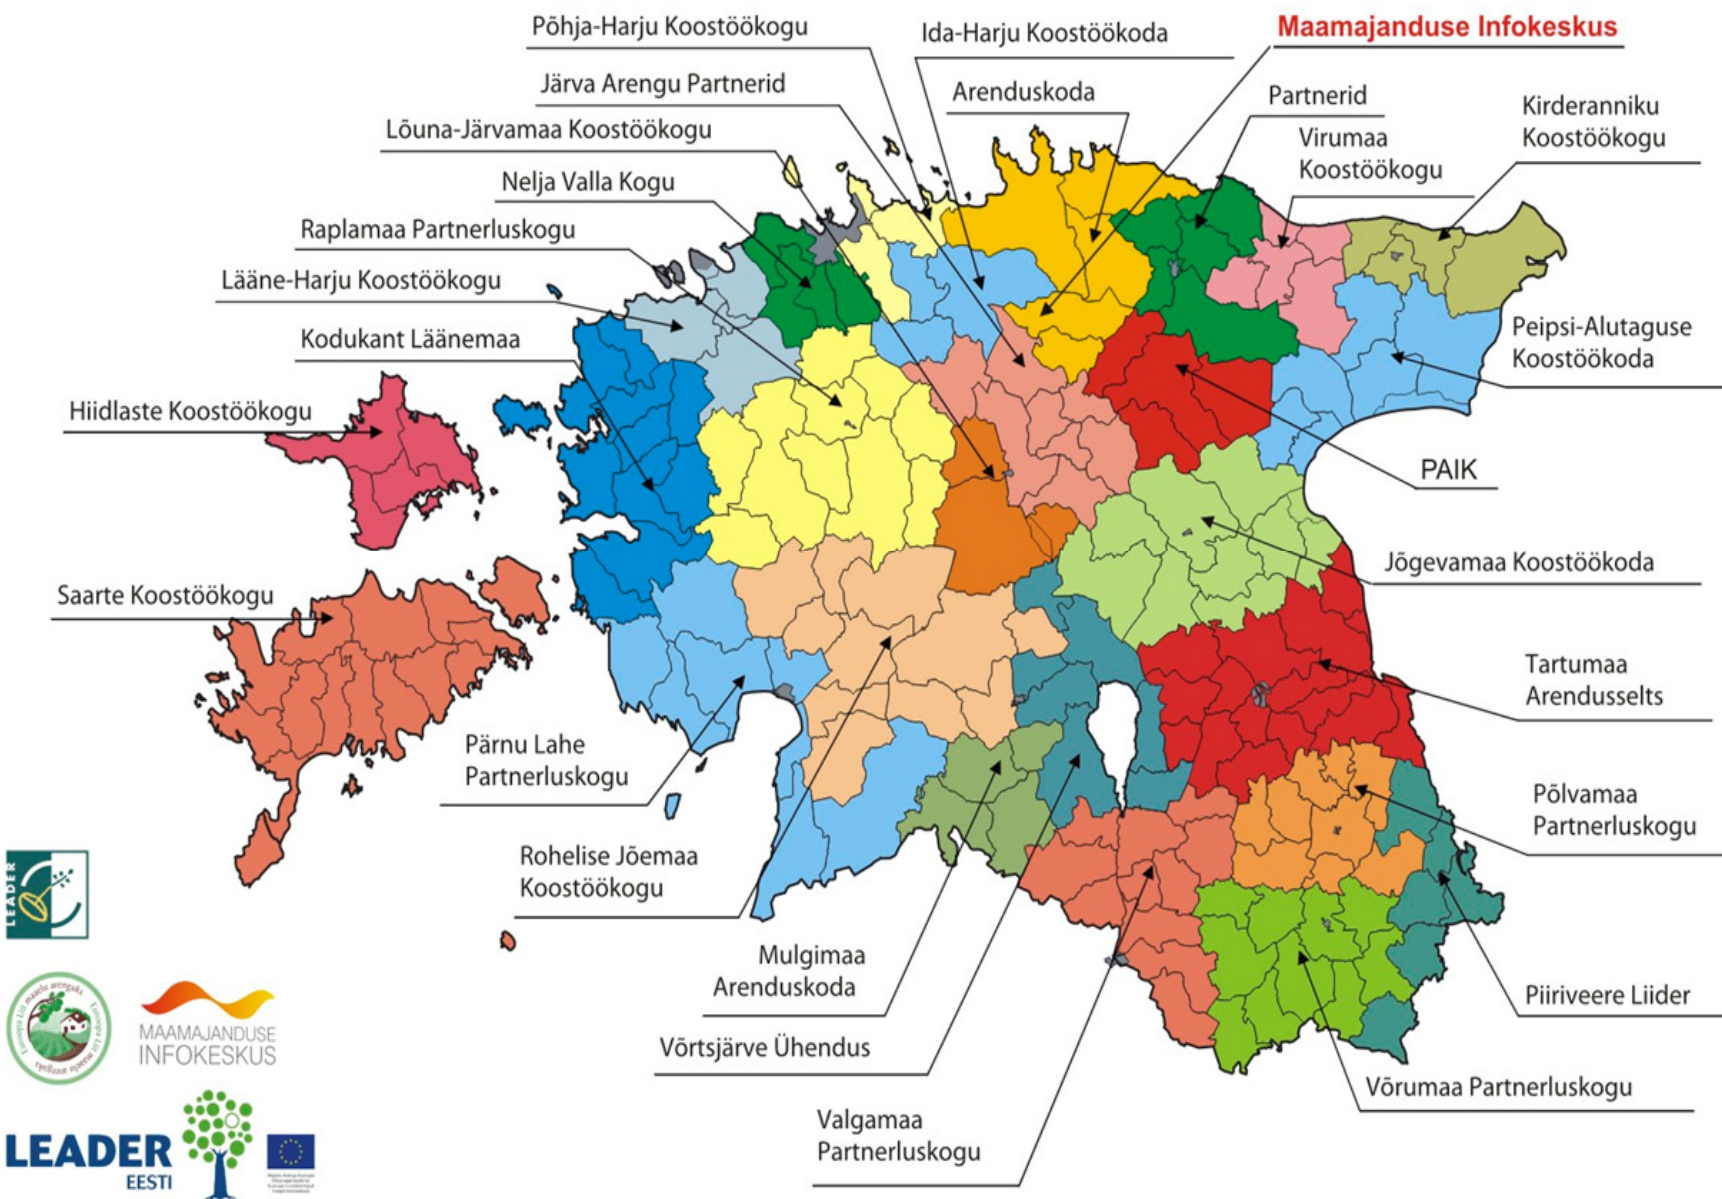 Põhja-Harju Koostöökogu
Ida-Harju Koostöökoda
Maamajanduse Infokeskus
Järva Arengu Partnerid
Arenduskoda
Partnerid
Kirderanniku
Koostöökogu
Lõuna-Järvamaa Koostöökogu
Virumaa
Koostöökogu
Nelja Valla Kogu
Raplamaa Partnerluskogu
Lääne-Harju Koostöökogu
Kodukant Läänemaa
Peipsi-Alutaguse
Koostöökoda
Hiidlaste Koostöökogu
PAIK
Jõgevamaa Koostöökoda
Saarte Koostöökogu
Tartumaa
Arendusselts
Pärnu Lahe
Partnerluskogu
Põlvamaa
Partnerluskogu
Rohelise Jõemaa
Koostöökogu
Mulgimaa
Arenduskoda
Piiriveere Liider
Võrtsjärve Ühendus
Võrumaa Partnerluskogu
Valgamaa
Partnerluskogu
LEADER
MAAMAJANDUSE
INFOKESKUS
LEADER
EESTI